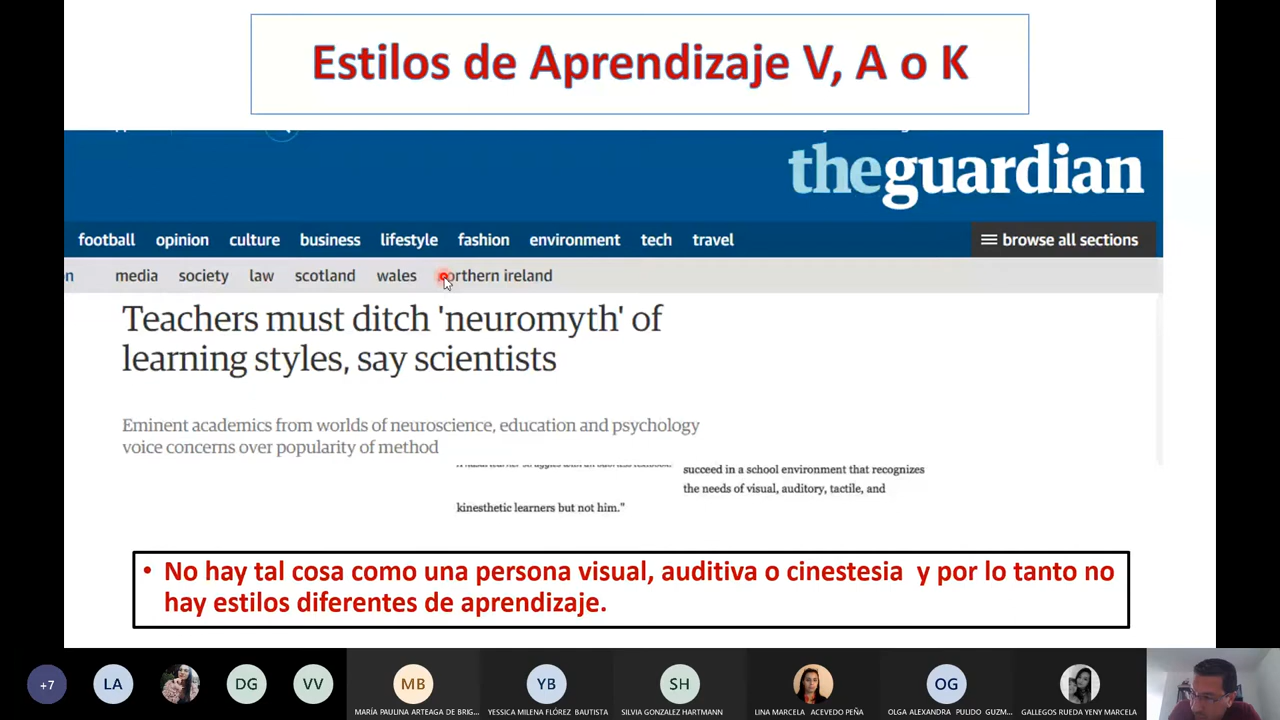 Estilos de Aprendizaje V, A o K
theguardian
football opinion culture business lifestyle fashion environment tech travel
browse all sections
media society law scotland wales northern ireland
Teachers must ditch 'neuromyth' of
learning styles, say scientists
Eminent academics from worlds of neuroscience, education and psychology
voice concerns over popularity of method
succeed in a school environment that recognizes
the needs of visual, auditory, tactile, and
kinesthetic learners but not him."
• No hay tal cosa como una persona visual, auditiva o cinestesia y por lo tanto no
hay estilos diferentes de aprendizaje.
+7 LA DG VV MB YB SH OG
MARÍA PAULINA ARTEAGA DE BRIG... YESSICA MILENA FLÓREZ BAUTISTA SILVIA GONZALEZ HARTMANN LINA MARCELA ACEVEDO PEÑA OLGA ALEXANDRA PULIDO GUZM... GALLEGOS RUEDA YENY MARCELA